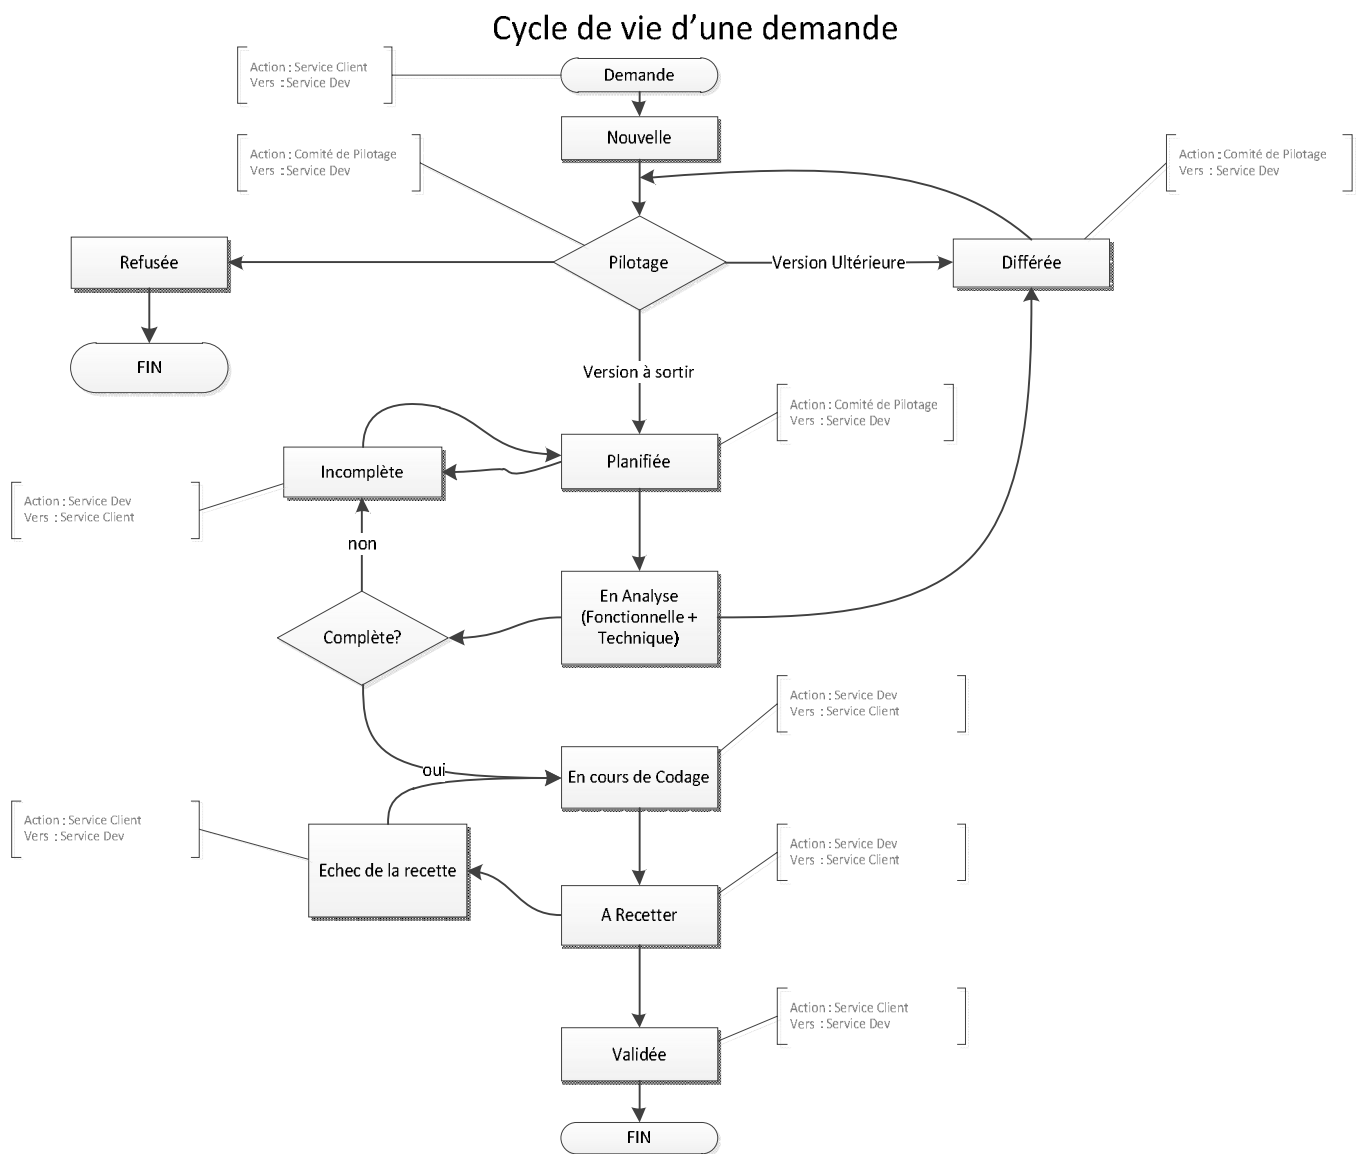 Cycle de vie d’une demande
Action : Service Client
Vers : Service Dev
Demande
Nouvelle
Action : Comité de Pilotage
Vers : Service Dev
Action : Comité de Pilotage
Vers : Service Dev
Refusée
Pilotage
Version Ultérieure
Différée
FIN
Version à sortir
Action : Comité de Pilotage
Vers : Service Dev
Incomplète
Planifiée
Action : Service Dev
Vers : Service Client
non
En Analyse
(Fonctionnelle +
Technique)
Complète?
Action : Service Dev
Vers : Service Client
oui
En cours de Codage
Action : Service Client
Vers : Service Dev
Echec de la recette
Action : Service Dev
Vers : Service Client
A Recetter
Action : Service Client
Vers : Service Dev
Validée
FIN